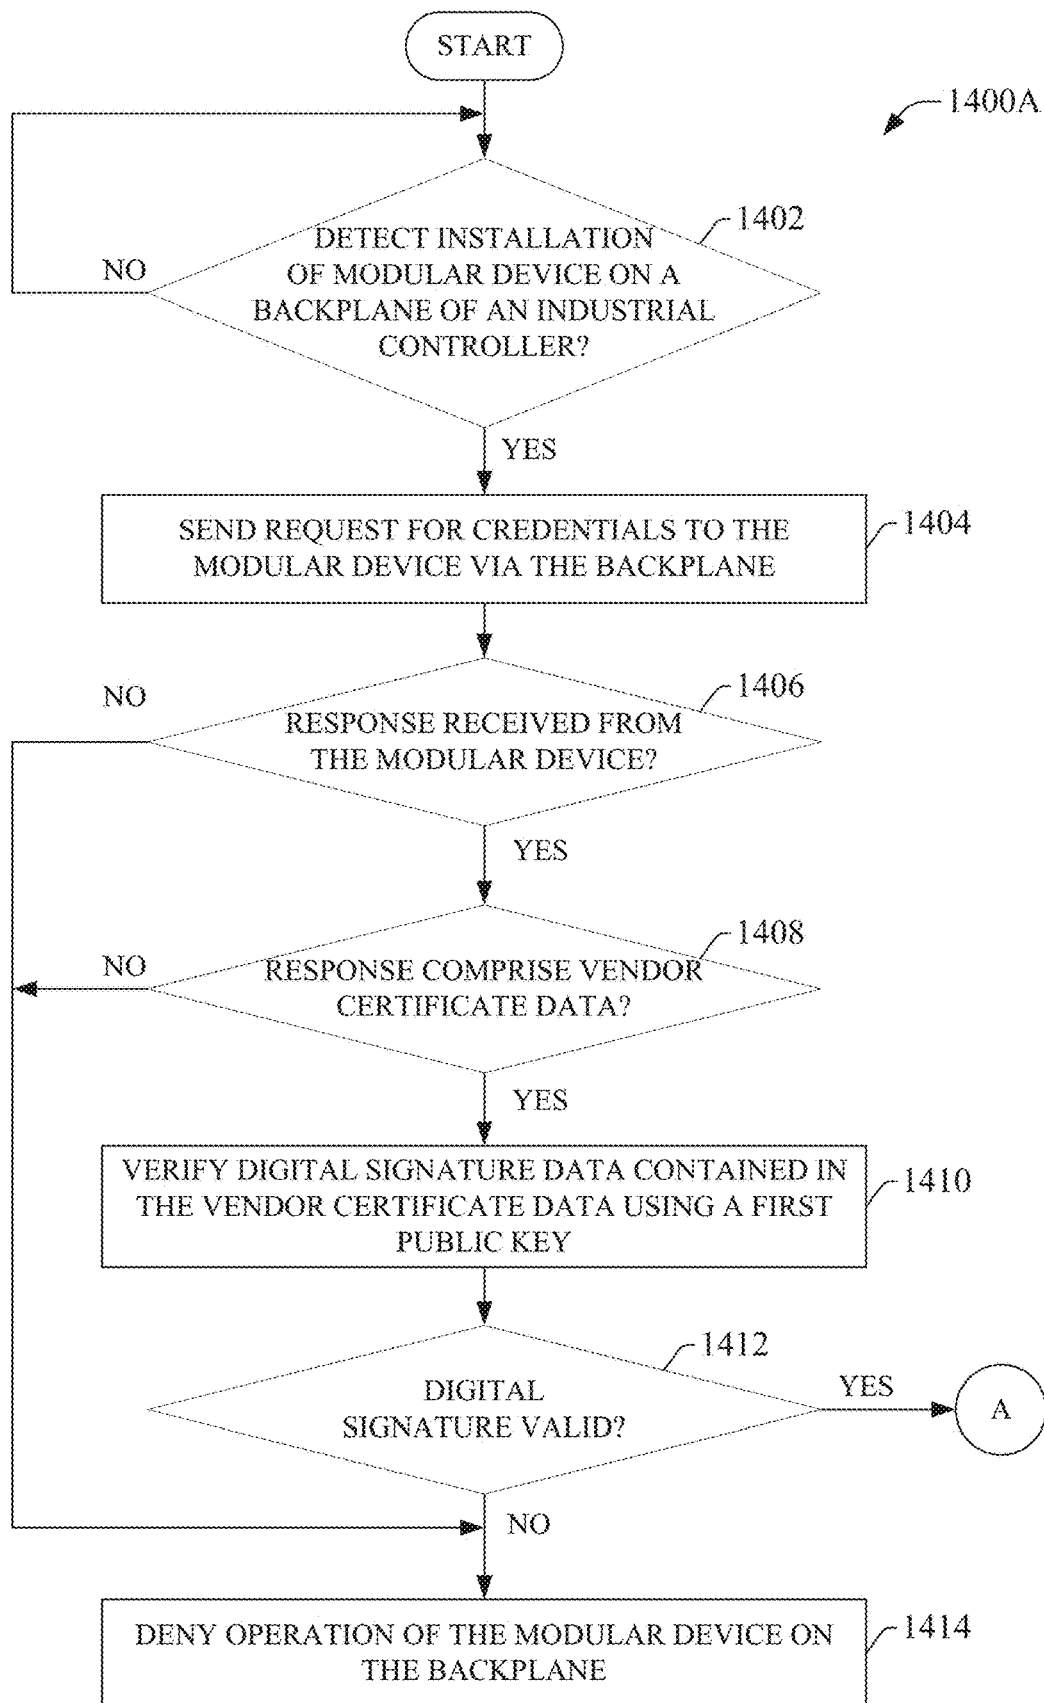 START
1400A
1402
DETECT INSTALLATION
OF MODULAR DEVICE ON A
BACKPLANE OF AN INDUSTRIAL
CONTROLLER?
NO
YES
SEND REQUEST FOR CREDENTIALS TO THE
MODULAR DEVICE VIA THE BACKPLANE
1404
NO
1406
RESPONSE RECEIVED FROM
THE MODULAR DEVICE?
YES
1408
NO
RESPONSE COMPRISE VENDOR
CERTIFICATE DATA?
YES
VERIFY DIGITAL SIGNATURE DATA CONTAINED IN
THE VENDOR CERTIFICATE DATA USING A FIRST
PUBLIC KEY
1410
1412
DIGITAL
SIGNATURE VALID?
YES
A
NO
DENY OPERATION OF THE MODULAR DEVICE ON
THE BACKPLANE
1414